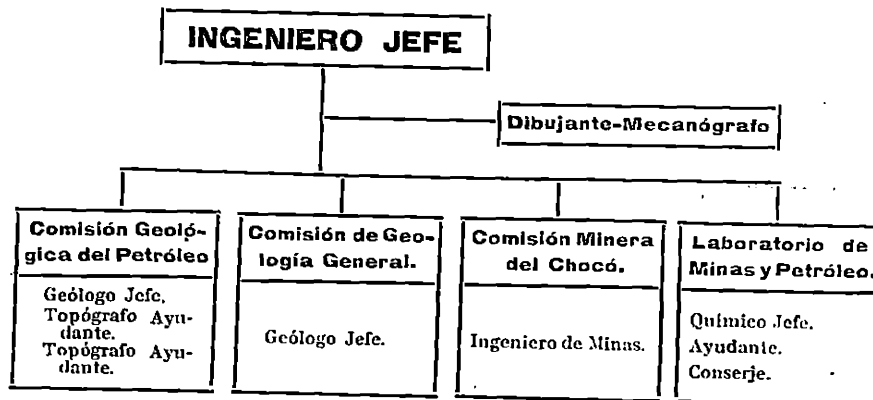 INGENIERO JEFE
Dibujante-Mecanógrafo
Comisión Geoló-
gica del Petróleo
Geólogo Jefe.
Topógrafo Ayu-
dante.
Topógrafo Ayu-
dante.
Comisión de Geo-
logía General.
Geólogo Jefe.
Comisión Minera
del Chocó.
Ingeniero de Minas.
Laboratorio de
Minas y Petróleo.
Químico Jefe.
Ayudante.
Conserje.